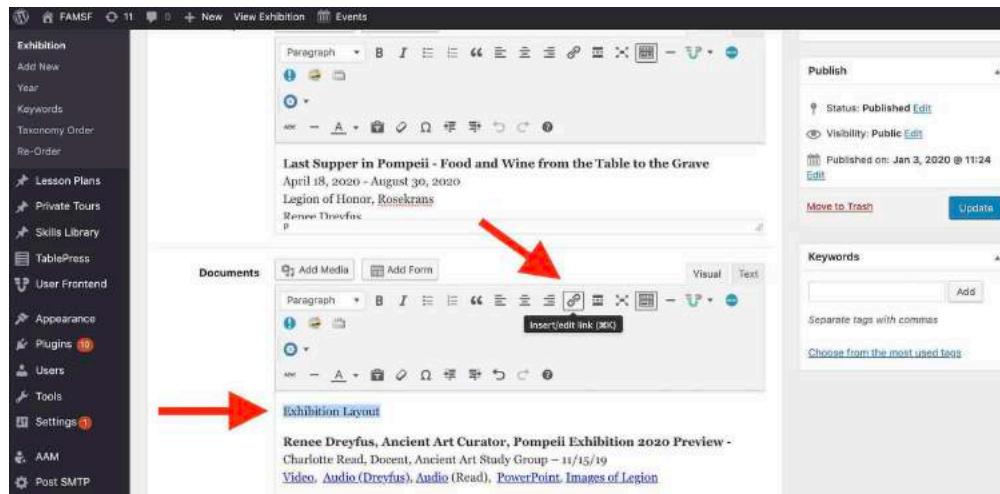 FAMSF 11 0 + New View Exhibition Events
Exhibition
Add New
Year
Keywords
Taxonomy Order
Re-Order
Lesson Plans
Private Tours
Skills Library
TablePress
User Frontend
Appearance
Plugins 10
Users
Tools
Settings 1
AAM
Post SMTP
Paragraph B I
Last Supper in Pompeii - Food and Wine from the Table to the Grave
April 18, 2020 - August 30, 2020
Legion of Honor, Rosekrans
Renee Dreyfus
P
Documents
Add Media Add Form Visual Text
Paragraph B I
Insert/edit link (⌘K)
Exhibition Layout
Renee Dreyfus, Ancient Art Curator, Pompeii Exhibition 2020 Preview -
Charlotte Read, Docent, Ancient Art Study Group – 11/15/19
Video, Audio (Dreyfus), Audio (Read), PowerPoint, Images of Legion
Publish
Status: Published Edit
Visibility: Public Edit
Published on: Jan 3, 2020 @ 11:24
Edit
Move to Trash Update
Keywords
Add
Separate tags with commas
Choose from the most used tags